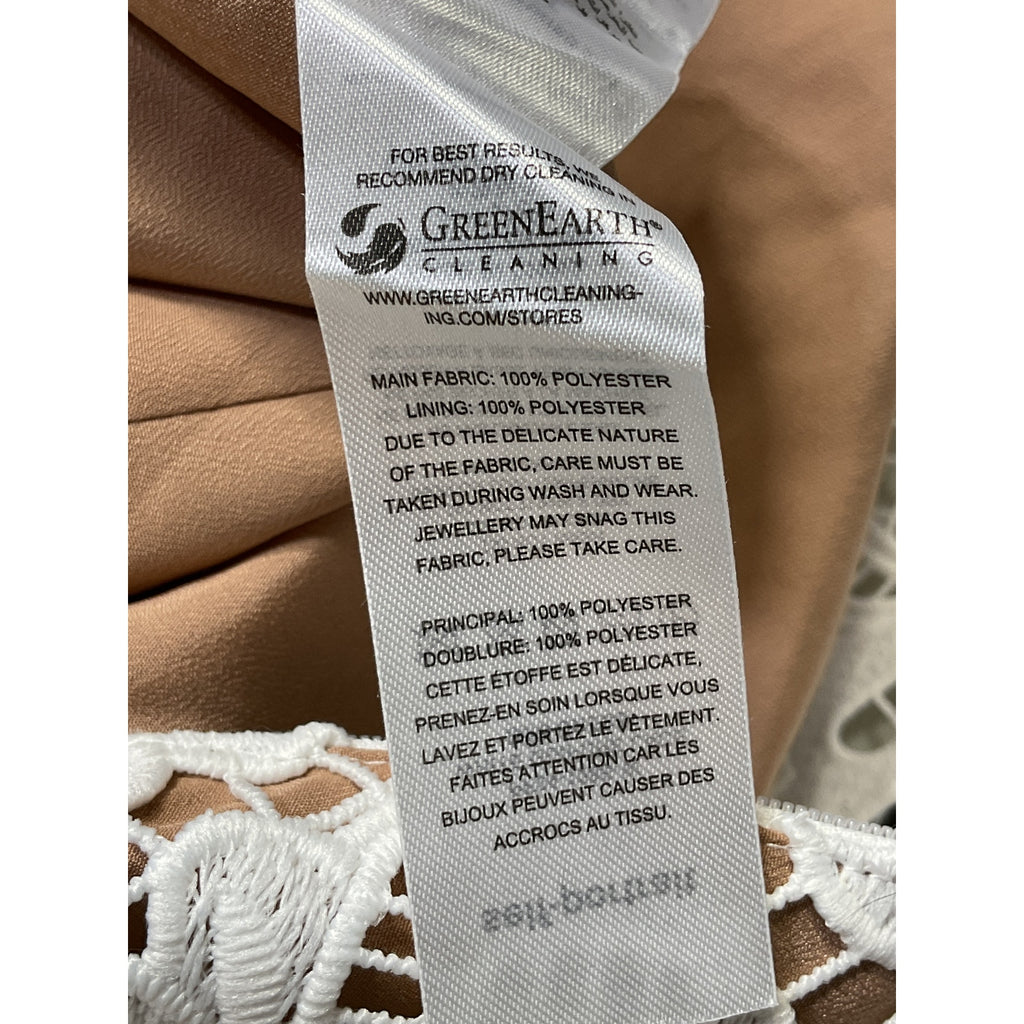 FOR BEST RESULTS, WE
RECOMMEND DRY CLEANING IN
GREENEARTH®
CLEANING
WWW.GREENEARTHCLEANING-
ING.COM/STORES
MAIN FABRIC: 100% POLYESTER
LINING: 100% POLYESTER
DUE TO THE DELICATE NATURE
OF THE FABRIC, CARE MUST BE
TAKEN DURING WASH AND WEAR.
JEWELLERY MAY SNAG THIS
FABRIC, PLEASE TAKE CARE.
PRINCIPAL: 100% POLYESTER
DOUBLURE: 100% POLYESTER
CETTE ÉTOFFE EST DÉLICATE,
PRENEZ-EN SOIN LORSQUE VOUS
LAVEZ ET PORTEZ LE VÊTEMENT.
FAITES ATTENTION CAR LES
BIJOUX PEUVENT CAUSER DES
ACCROCS AU TISSU.
self-portrait